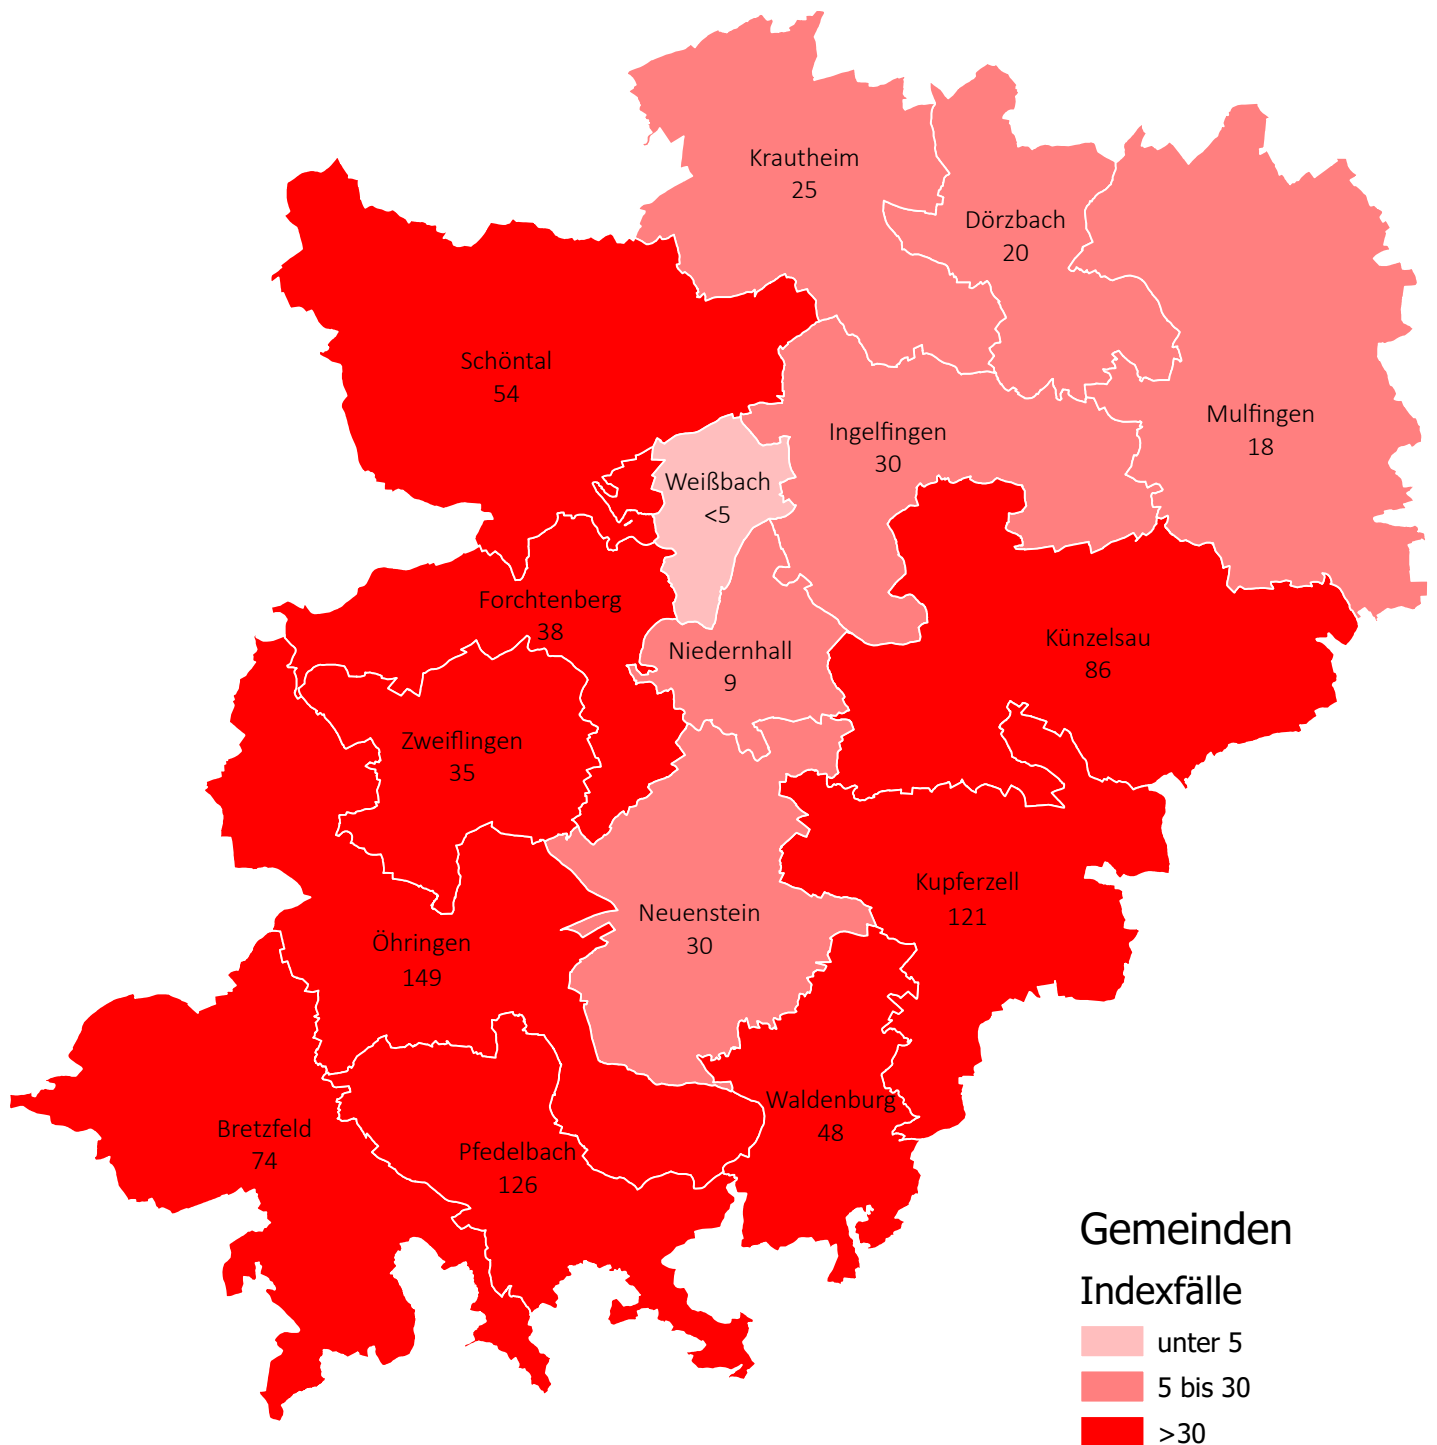 Krautheim
25
Dörzbach
20
Schöntal
54
Mulfingen
18
Ingelfingen
30
Weißbach
<5
Forchtenberg
38
Niedernhall
9
Künzelsau
86
Zweiflingen
35
Kupferzell
121
Neuenstein
30
Öhringen
149
Waldenburg
48
Bretzfeld
74
Pfedelbach
126
Gemeinden
Indexfälle
unter 5
5 bis 30
>30